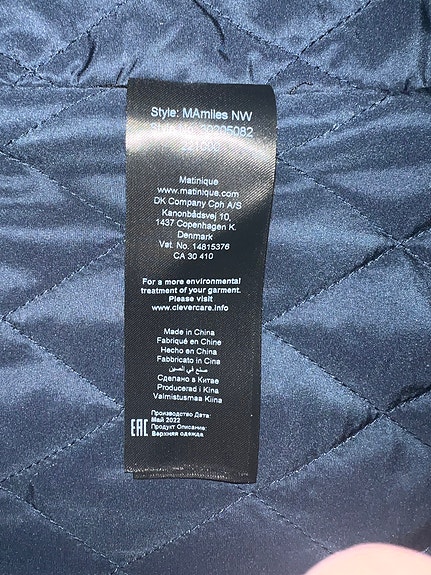 Style: MAmiles NW
Style No.
Matinique
www.matinique.com
DK Company Cph A/S
Kanonbådsvej 10,
1437 Copenhagen K.
Denmark
Vat. No. 14815376
CA 30 410
For a more environmental
treatment of your garment.
Please visit
www.clevercare.info
Made in China
Fabriqué en Chine
Hecho en China
Fabbricato in Cina
صنع في الصين
Сделано в Китае
Producerad i Kina
Valmistusmaa Kiina
Производство Дата:
Май 2022
EAC Продукт Описание:
Верхняя одежда